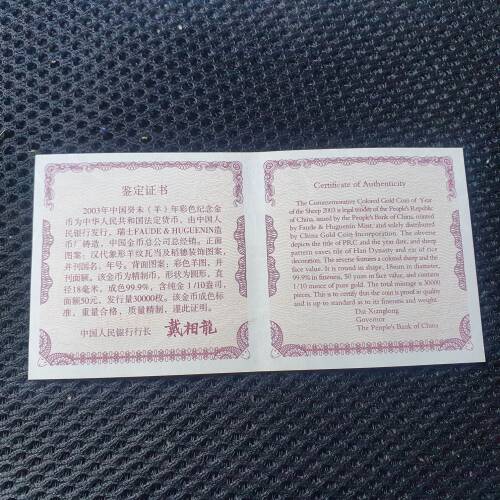 鉴定证书
2003年中国癸未（羊）年彩色纪念金
币为中华人民共和国法定货币。由中国人
民银行发行，瑞士FAUDE & HUGUENIN造
币厂铸造，中国金币总公司总经销。正面
图案：汉代象形羊纹瓦当及稻穗装饰图案，
并刊国名、年号。背面图案：彩色羊图，并
刊面额。该金币为精制币，形状为圆形，直
径18毫米，成色99.9%，含纯金 1/10盎司，
面额50元，发行量30000枚。该金币成色标
准，重量合格，质量精制，谨此证明。
中国人民银行行长 戴相龍
Certificate of Authenticity
The Commemorative Colored Gold Coin of Year
of the Sheep 2003 is legal tender of the People's Republic
of China, issued by the People's Bank of China, minted
by Faude & Huguenin Mint, and solely distributed
by China Gold Coin Incorporation. The obverse
depicts the title of PRC and the year date, and sheep
pattern eaves tile of Han Dynasty and ear of rice
decoration. The reverse features a colored sheep and the
face value. It is round in shape, 18mm in diameter,
99.9% in fineness, 50 yuan in face value, and contains
1/10 ounce of pure gold. The total mintage is 30000
pieces. This is to certify that the coin is proof in quality
and is up to standard as to its fineness and weight.
Dai Xianglong
Governor
The People's Bank of China